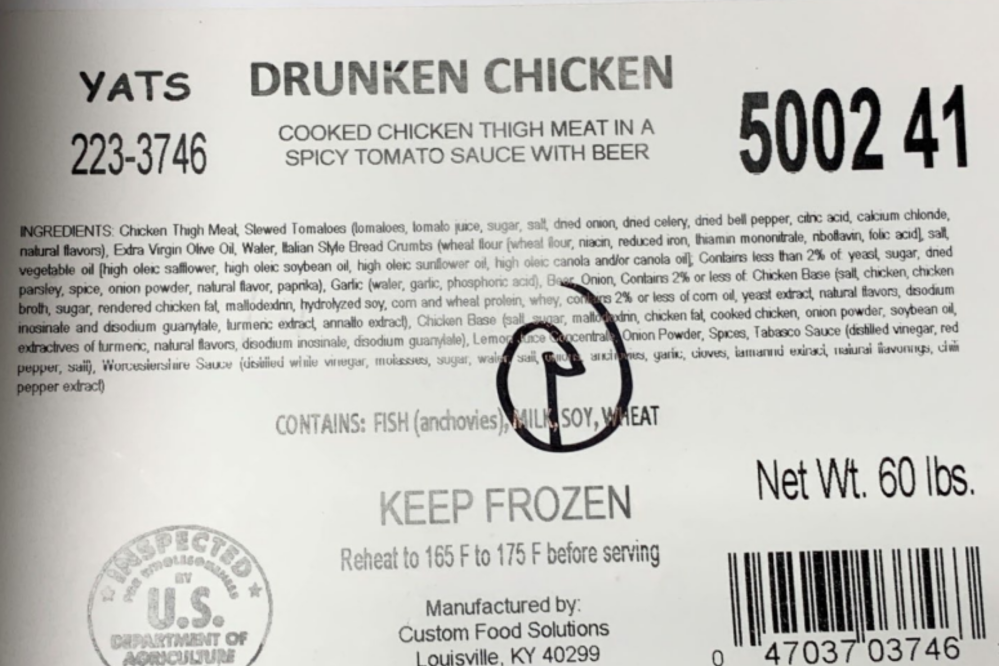 YATS
DRUNKEN CHICKEN
223-3746
COOKED CHICKEN THIGH MEAT IN A
SPICY TOMATO SAUCE WITH BEER
5002 41
INGREDIENTS: Chicken Thigh Meat, Stewed Tomatoes (tomatoes, tomato juice, sugar, salt, dried onion, dried celery, dried bell pepper, citric acid, calcium chloride,
natural flavors), Extra Virgin Olive Oil, Water, Italian Style Bread Crumbs (wheat flour [wheat flour, niacin, reduced iron, thiamin mononitrate, riboflavin, folic acid], salt,
vegetable oil [high oleic safflower, high oleic soybean oil, high oleic sunflower oil, high oleic canola and/or canola oil]; Contains less than 2% of: yeast, sugar, dried
parsley, spice, onion powder, natural flavor, paprika), Garlic (water, garlic, phosphoric acid), Beer, Onion, Contains 2% or less of: Chicken Base (salt, chicken, chicken
broth, sugar, rendered chicken fat, maltodextrin, hydrolyzed soy, corn and wheat protein, whey, contains 2% or less of corn oil, yeast extract, natural flavors, disodium
inosinate and disodium guanylate, turmeric extract, annatto extract), Chicken Base (salt, sugar, maltodextrin, chicken fat, cooked chicken, onion powder, soybean oil,
extractives of turmeric, natural flavors, disodium inosinate, disodium guanylate), Lemon Juice Concentrate, Onion Powder, Spices, Tabasco Sauce (distilled vinegar, red
pepper, salt), Worcestershire Sauce (distilled white vinegar, molasses, sugar, water, salt, onions, anchovies, garlic, cloves, tamarind extract, natural flavorings, chili
pepper extract)
CONTAINS: FISH (anchovies), MILK, SOY, WHEAT
Net Wt. 60 lbs.
KEEP FROZEN
Reheat to 165 F to 175 F before serving
INSPECTED
FOR WHOLESOMENESS
BY
U.S.
DEPARTMENT OF
AGRICULTURE
Manufactured by:
Custom Food Solutions
Louisville, KY 40299
0 47037 03746